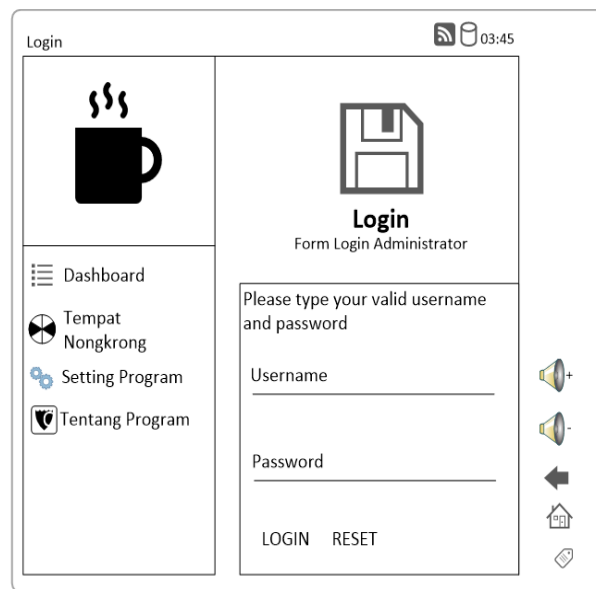 Login
03:45
Dashboard
Tempat
Nongkrong
Setting Program
Tentang Program
Login
Form Login Administrator
Please type your valid username
and password
Username
Password
LOGIN RESET
+
-